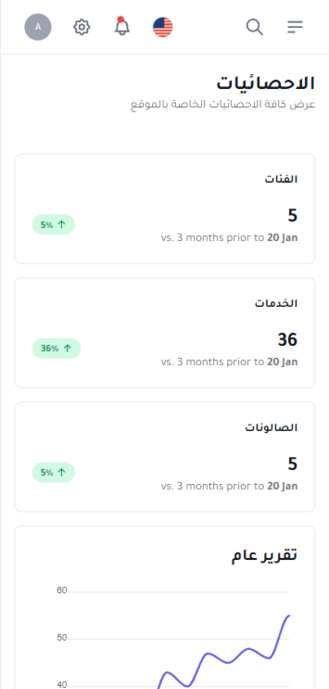 A
الاحصائيات
عرض كافة الاحصائيات الخاصة بالموقع
الفئات
5
5% ↑
vs. 3 months prior to 20 Jan
الخدمات
36
36% ↑
vs. 3 months prior to 20 Jan
الصالونات
5
5% ↑
vs. 3 months prior to 20 Jan
تقرير عام
60
50
40